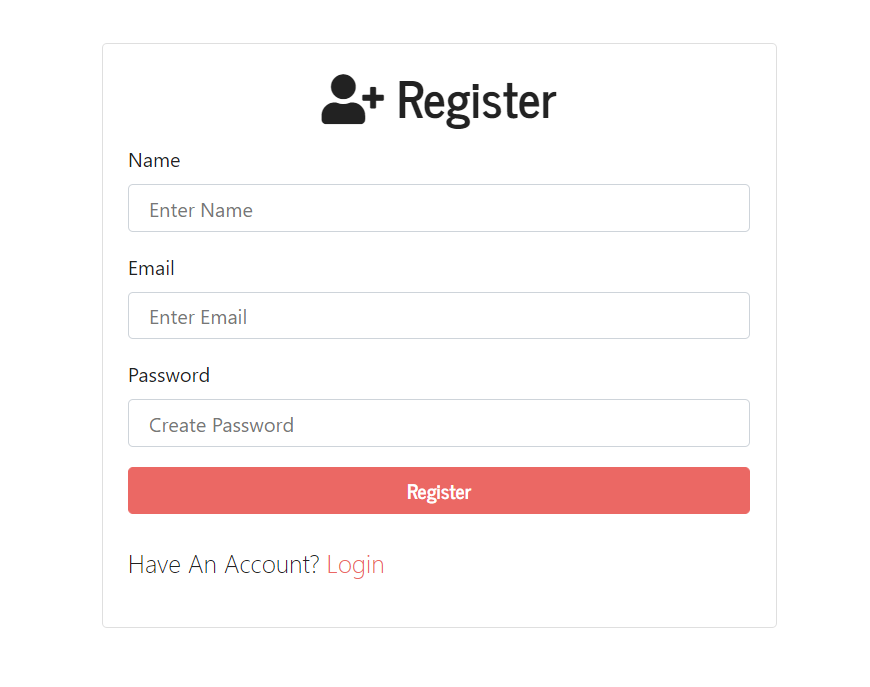 Register
Name
Enter Name
Email
Enter Email
Password
Create Password
Register
Have An Account? Login